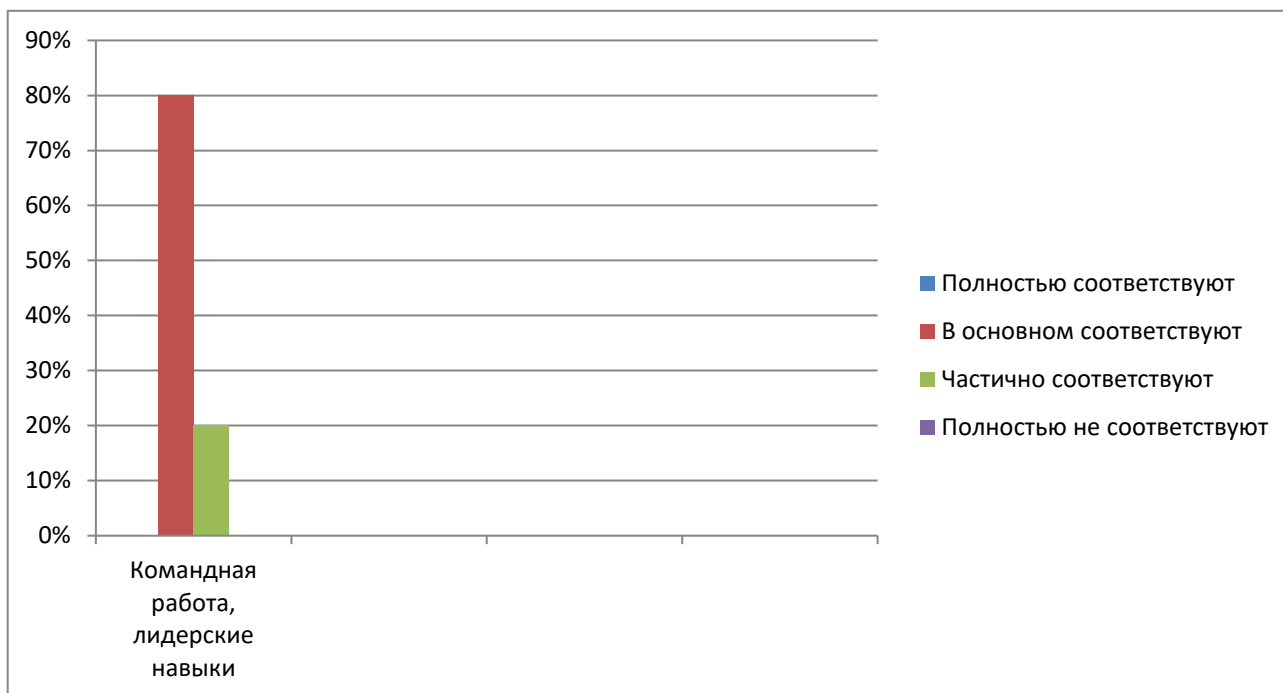 90%
80%
70%
60%
50%
40%
30%
20%
10%
0%
Командная
работа,
лидерские
навыки
Полностью соответствуют
В основном соответствуют
Частично соответствуют
Полностью не соответствуют